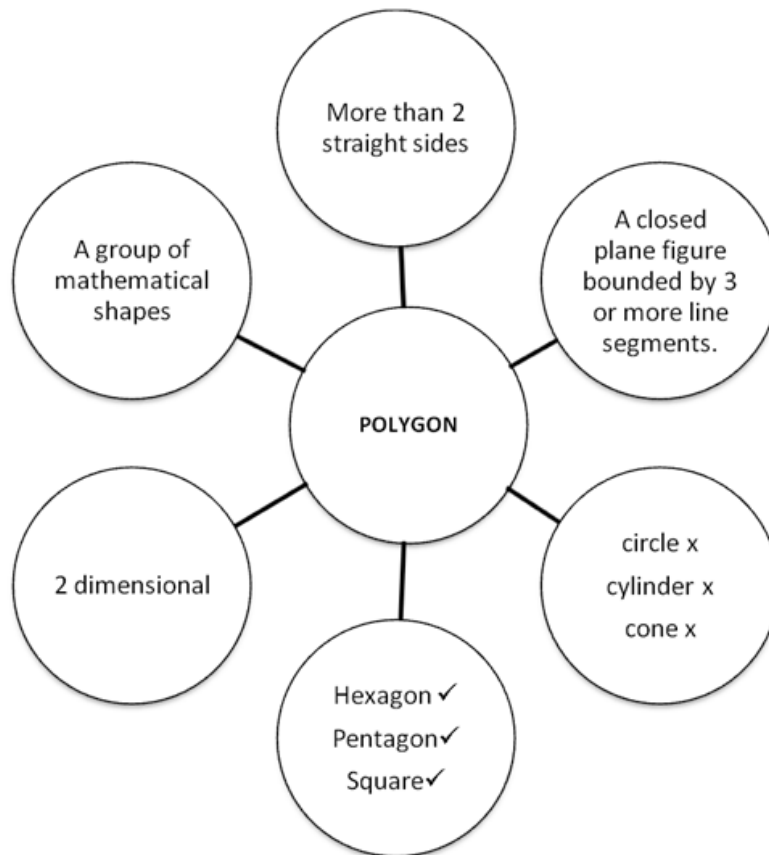 More than 2
straight sides
A group of
mathematical
shapes
A closed
plane figure
bounded by 3
or more line
segments.
POLYGON
2 dimensional
circle x
cylinder x
cone x
Hexagon ✓
Pentagon ✓
Square ✓